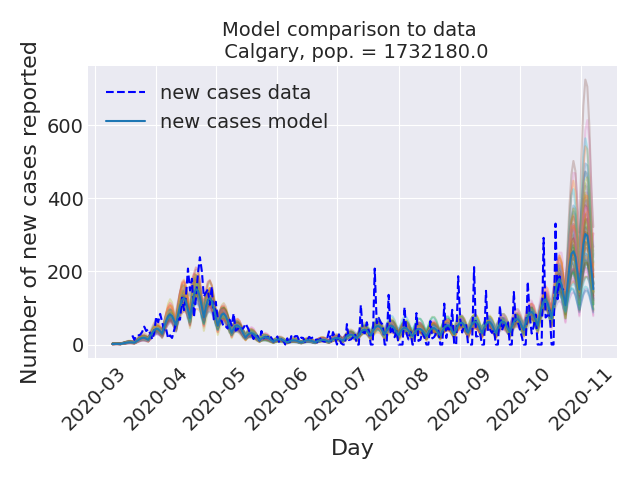 Model comparison to data
Calgary, pop. = 1732180.0
Number of new cases reported
600
400
200
0
new cases data
new cases model
2020-03
2020-04
2020-05
2020-06
2020-07
2020-08
2020-09
2020-10
2020-11
Day